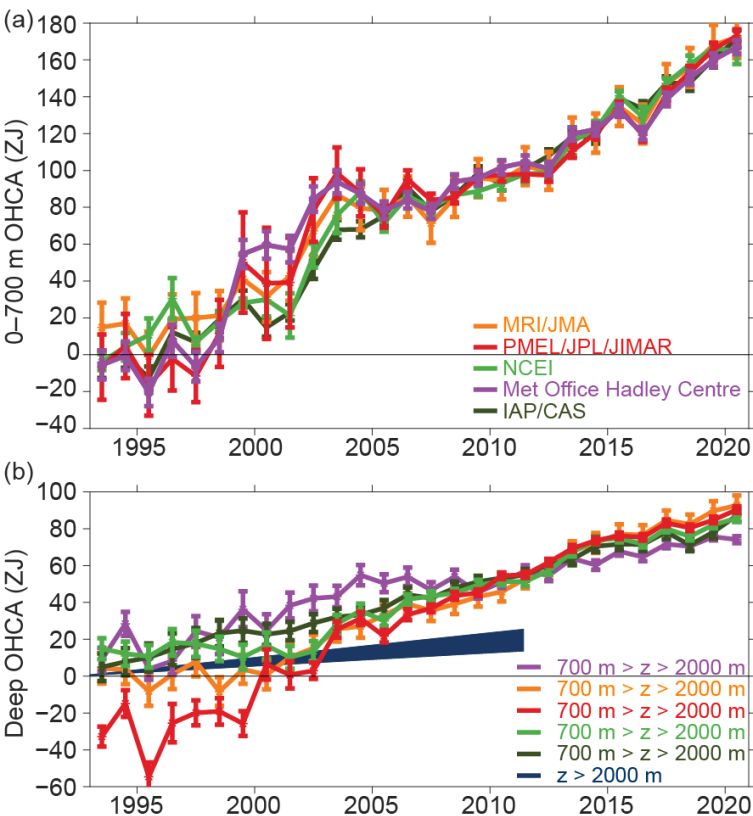 (a)
0–700 m OHCA (ZJ)
180
160
140
120
100
80
60
40
20
0
−20
−40
MRI/JMA
PMEL/JPL/JIMAR
NCEI
Met Office Hadley Centre
IAP/CAS
1995 2000 2005 2010 2015 2020
(b)
Deep OHCA (ZJ)
100
80
60
40
20
0
−20
−40
−60
700 m > z > 2000 m
700 m > z > 2000 m
700 m > z > 2000 m
700 m > z > 2000 m
700 m > z > 2000 m
z > 2000 m
1995 2000 2005 2010 2015 2020